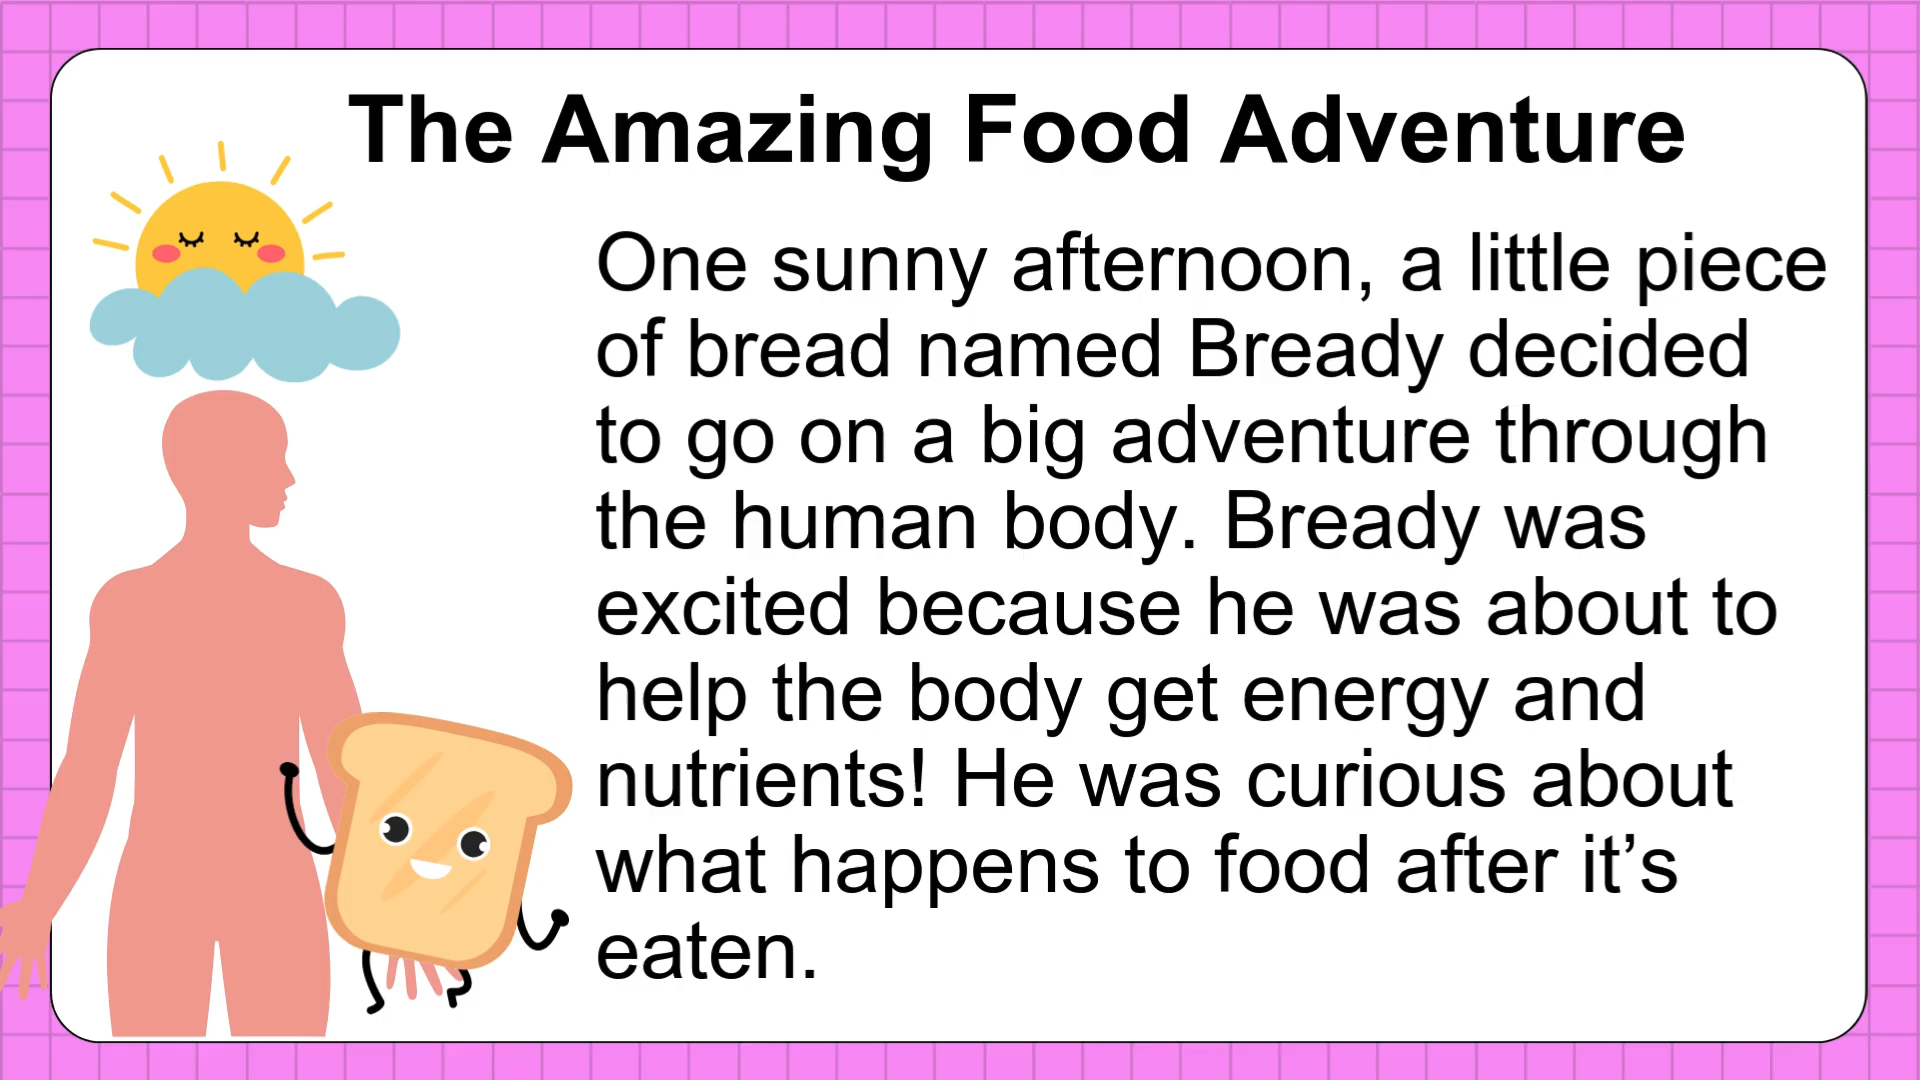 The Amazing Food Adventure
One sunny afternoon, a little piece
of bread named Bready decided
to go on a big adventure through
the human body. Bready was
excited because he was about to
help the body get energy and
nutrients! He was curious about
what happens to food after it’s
eaten.